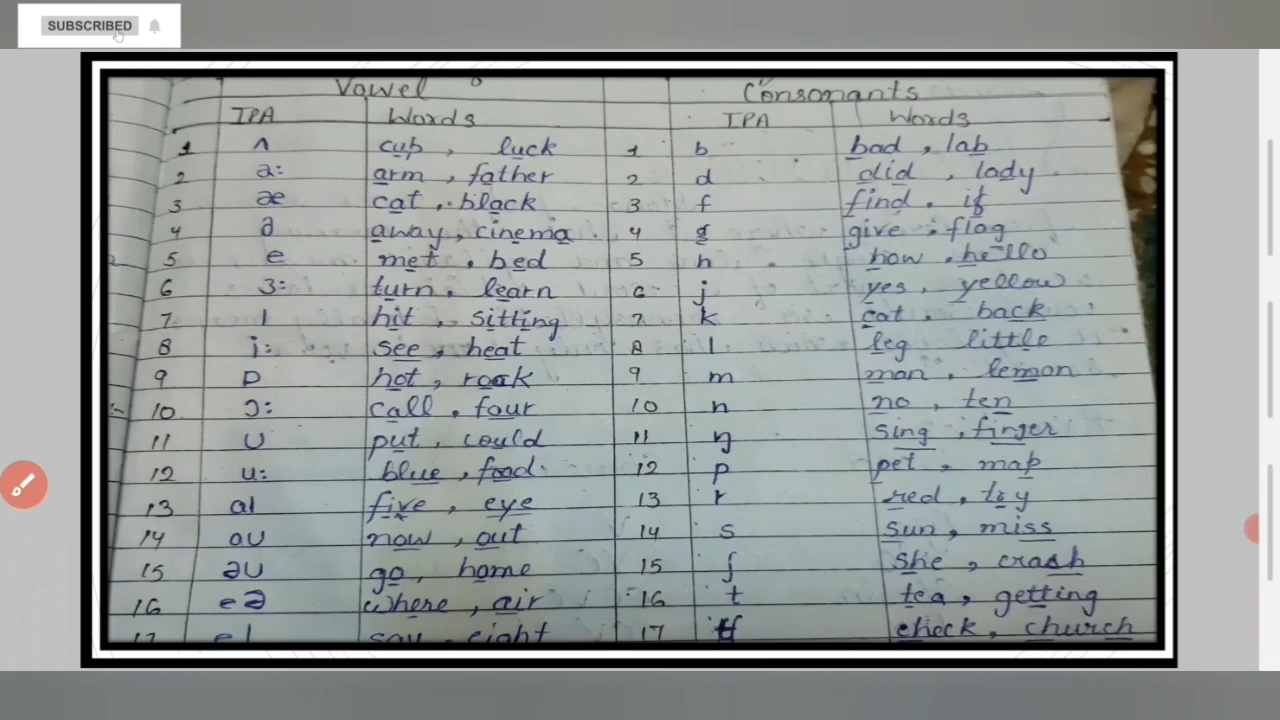 SUBSCRIBED
Vowel Consonants
IPA Words IPA Words
1 ʌ cup, luck 1 b bad, lab
2 a: arm, father 2 d did, lady
3 æ cat, black 3 f find, if
4 ə away, cinema 4 g give, flag
5 e met, bed 5 h how, hello
6 ɜ: turn, learn 6 j yes, yellow
7 ı hit, sitting 7 k cat, back
8 i: see, heat 8 l leg little
9 ɒ hot, rock 9 m man, lemon
10 ɔ: call, four 10 n no, ten
11 ʊ put, could 11 ŋ sing, finger
12 u: blue, food 12 p pet, map
13 aı five, eye 13 r red, try
14 aʊ now, out 14 s sun, miss
15 əʊ go, home 15 ʃ she, crash
16 eə where, air 16 t tea, getting
17 eı say, eight 17 tʃ check, church